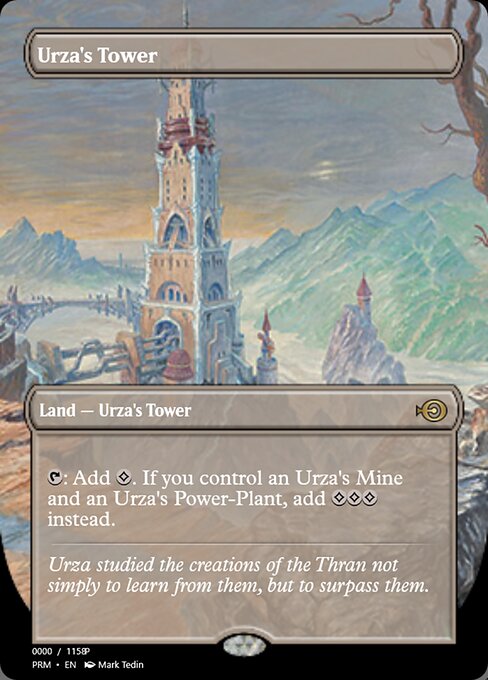 Urza's Tower
Land — Urza's Tower
: Add . If you control an Urza's Mine
and an Urza's Power-Plant, add
instead.
Urza studied the creations of the Thran not
simply to learn from them, but to surpass them.
0000 / 1158P
PRM • EN Mark Tedin